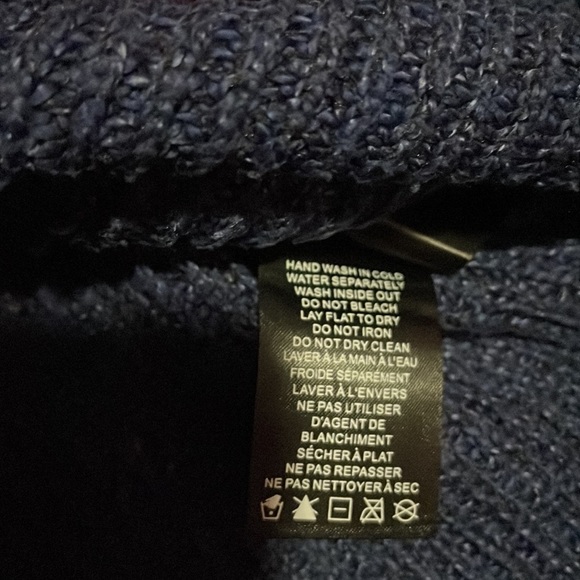 HAND WASH IN COLD
WATER SEPARATELY
WASH INSIDE OUT
DO NOT BLEACH
LAY FLAT TO DRY
DO NOT IRON
DO NOT DRY CLEAN
LAVER À LA MAIN À L'EAU
FROIDE SÉPARÉMENT
LAVER À L'ENVERS
NE PAS UTILISER
D'AGENT DE
BLANCHIMENT
SÉCHER À PLAT
NE PAS REPASSER
NE PAS NETTOYER À SEC